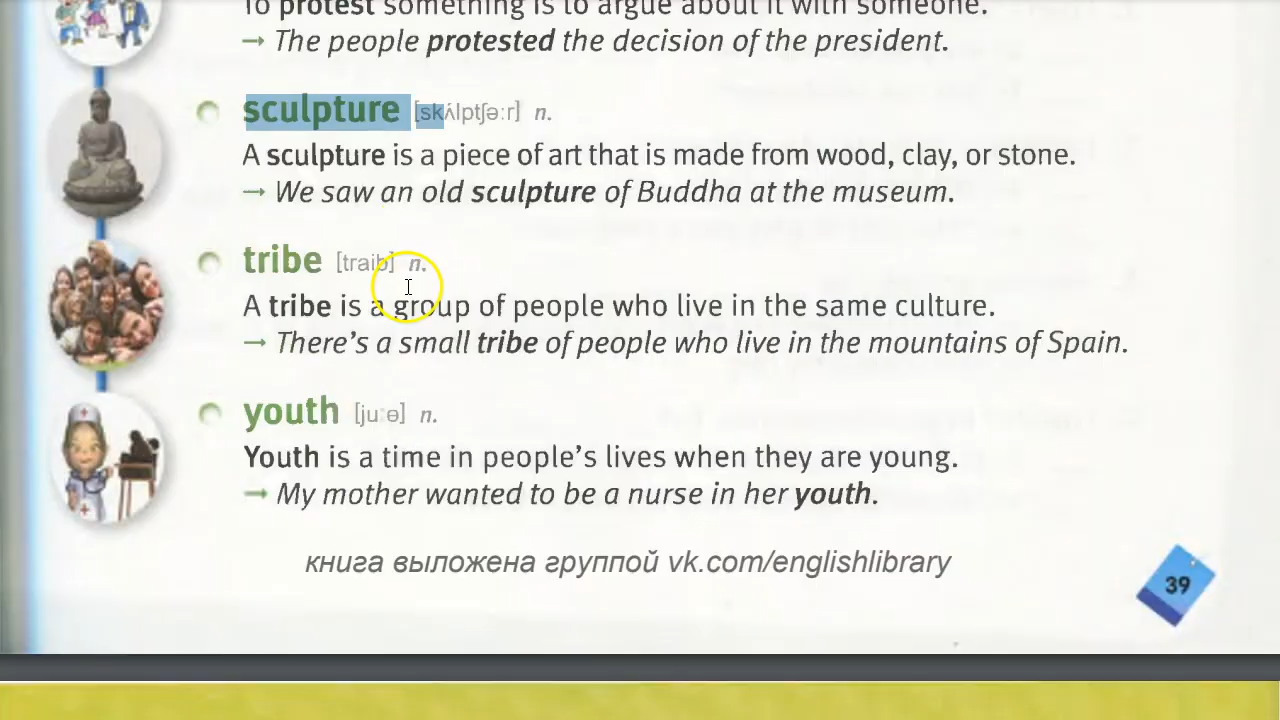 To protest something is to argue about it with someone.
→ The people protested the decision of the president.
sculpture [skʌ́lptʃəːr] n.
A sculpture is a piece of art that is made from wood, clay, or stone.
→ We saw an old sculpture of Buddha at the museum.
tribe [traib] n.
A tribe is a group of people who live in the same culture.
→ There's a small tribe of people who live in the mountains of Spain.
youth [juːɵ] n.
Youth is a time in people's lives when they are young.
→ My mother wanted to be a nurse in her youth.
книга выложена группой vk.com/englishlibrary
39